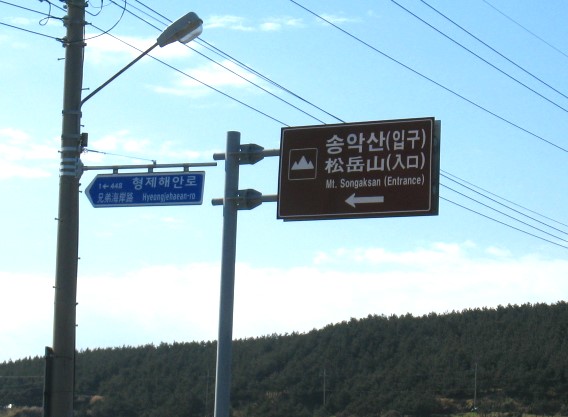 형제해안로
1←448
兄弟海岸路 Hyeongjehaean-ro
송악산(입구)
松岳山(入口)
Mt. Songaksan (Entrance)